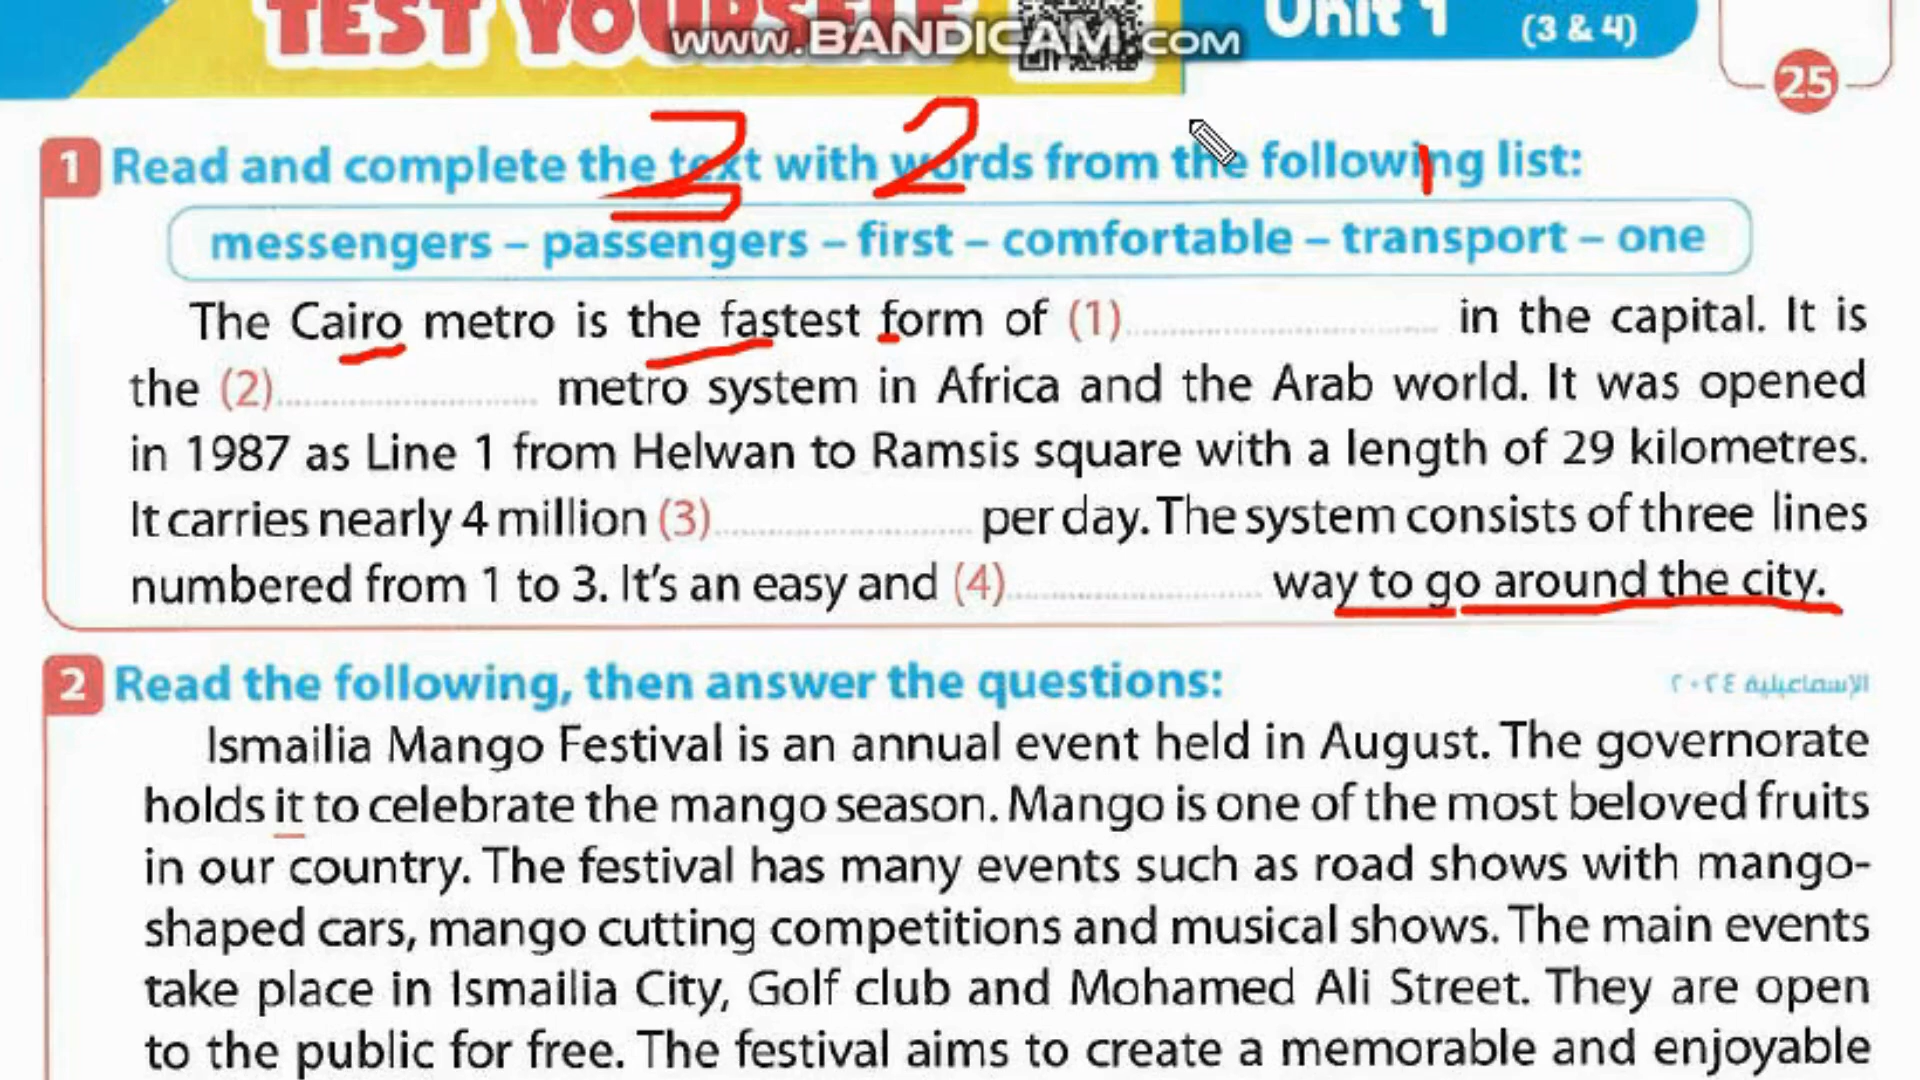 TEST YOURSELF
www.BANDICAM.com
Unit 1
(3 & 4)
25
3 2 1
1 Read and complete the text with words from the following list:
messengers – passengers – first – comfortable – transport – one
The Cairo metro is the fastest form of (1).............................. in the capital. It is
the (2)......................... metro system in Africa and the Arab world. It was opened
in 1987 as Line 1 from Helwan to Ramsis square with a length of 29 kilometres.
It carries nearly 4 million (3)......................... per day. The system consists of three lines
numbered from 1 to 3. It's an easy and (4)......................... way to go around the city.
2 Read the following, then answer the questions:
الإسماعيلية ٢٠٢٤
Ismailia Mango Festival is an annual event held in August. The governorate
holds it to celebrate the mango season. Mango is one of the most beloved fruits
in our country. The festival has many events such as road shows with mango-
shaped cars, mango cutting competitions and musical shows. The main events
take place in Ismailia City, Golf club and Mohamed Ali Street. They are open
to the public for free. The festival aims to create a memorable and enjoyable